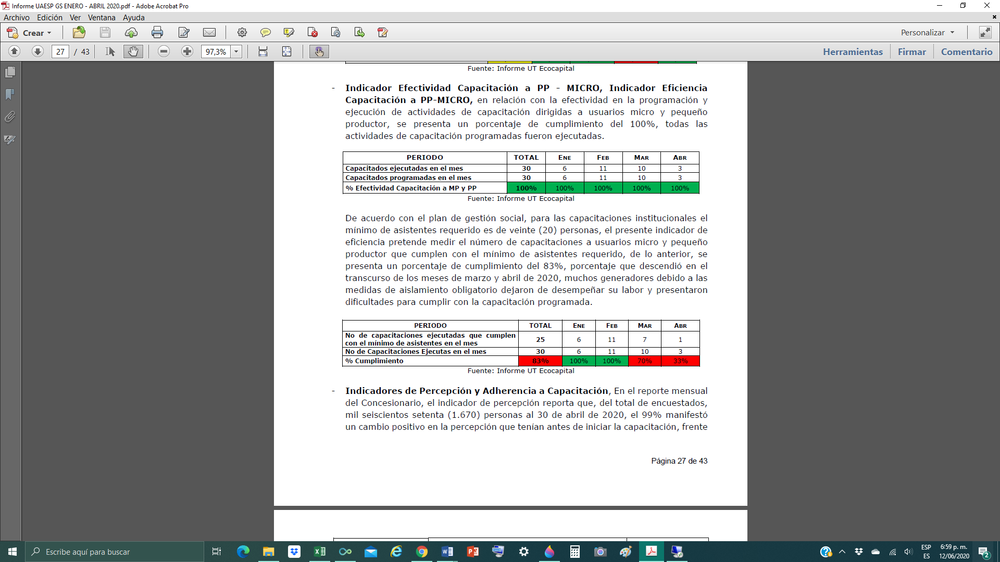 Informe UAESP GS ENERO - ABRIL 2020.pdf - Adobe Acrobat Pro
Archivo Edición Ver Ventana Ayuda
Crear
Personalizar
27 / 43
97,3%
Herramientas Firmar Comentario
Fuente: Informe UT Ecocapital
- Indicador Efectividad Capacitación a PP - MICRO, Indicador Eficiencia
Capacitación a PP-MICRO, en relación con la efectividad en la programación y
ejecución de actividades de capacitación dirigidas a usuarios micro y pequeño
productor, se presenta un porcentaje de cumplimiento del 100%, todas las
actividades de capacitación programadas fueron ejecutadas.
PERIODO TOTAL ENE FEB MAR ABR
Capacitados ejecutadas en el mes 30 6 11 10 3
Capacitados programadas en el mes 30 6 11 10 3
% Efectividad Capacitación a MP y PP 100% 100% 100% 100% 100%
Fuente: Informe UT Ecocapital
De acuerdo con el plan de gestión social, para las capacitaciones institucionales el
mínimo de asistentes requerido es de veinte (20) personas, el presente indicador de
eficiencia pretende medir el número de capacitaciones a usuarios micro y pequeño
productor que cumplen con el mínimo de asistentes requerido, de lo anterior, se
presenta un porcentaje de cumplimiento del 83%, porcentaje que descendió en el
transcurso de los meses de marzo y abril de 2020, muchos generadores debido a las
medidas de aislamiento obligatorio dejaron de desempeñar su labor y presentaron
dificultades para cumplir con la capacitación programada.
PERIODO TOTAL ENE FEB MAR ABR
No de capacitaciones ejecutadas que cumplen
con el mínimo de asistentes en el mes 25 6 11 7 1
No de Capacitaciones Ejecutas en el mes 30 6 11 10 3
% Cumplimiento 83% 100% 100% 70% 33%
Fuente: Informe UT Ecocapital
- Indicadores de Percepción y Adherencia a Capacitación, En el reporte mensual
del Concesionario, el indicador de percepción reporta que, del total de encuestados,
mil seiscientos setenta (1.670) personas al 30 de abril de 2020, el 99% manifestó
un cambio positivo en la percepción que tenían antes de iniciar la capacitación, frente
Página 27 de 43
Escribe aquí para buscar
ESP 6:59 p. m.
ES 12/06/2020
2